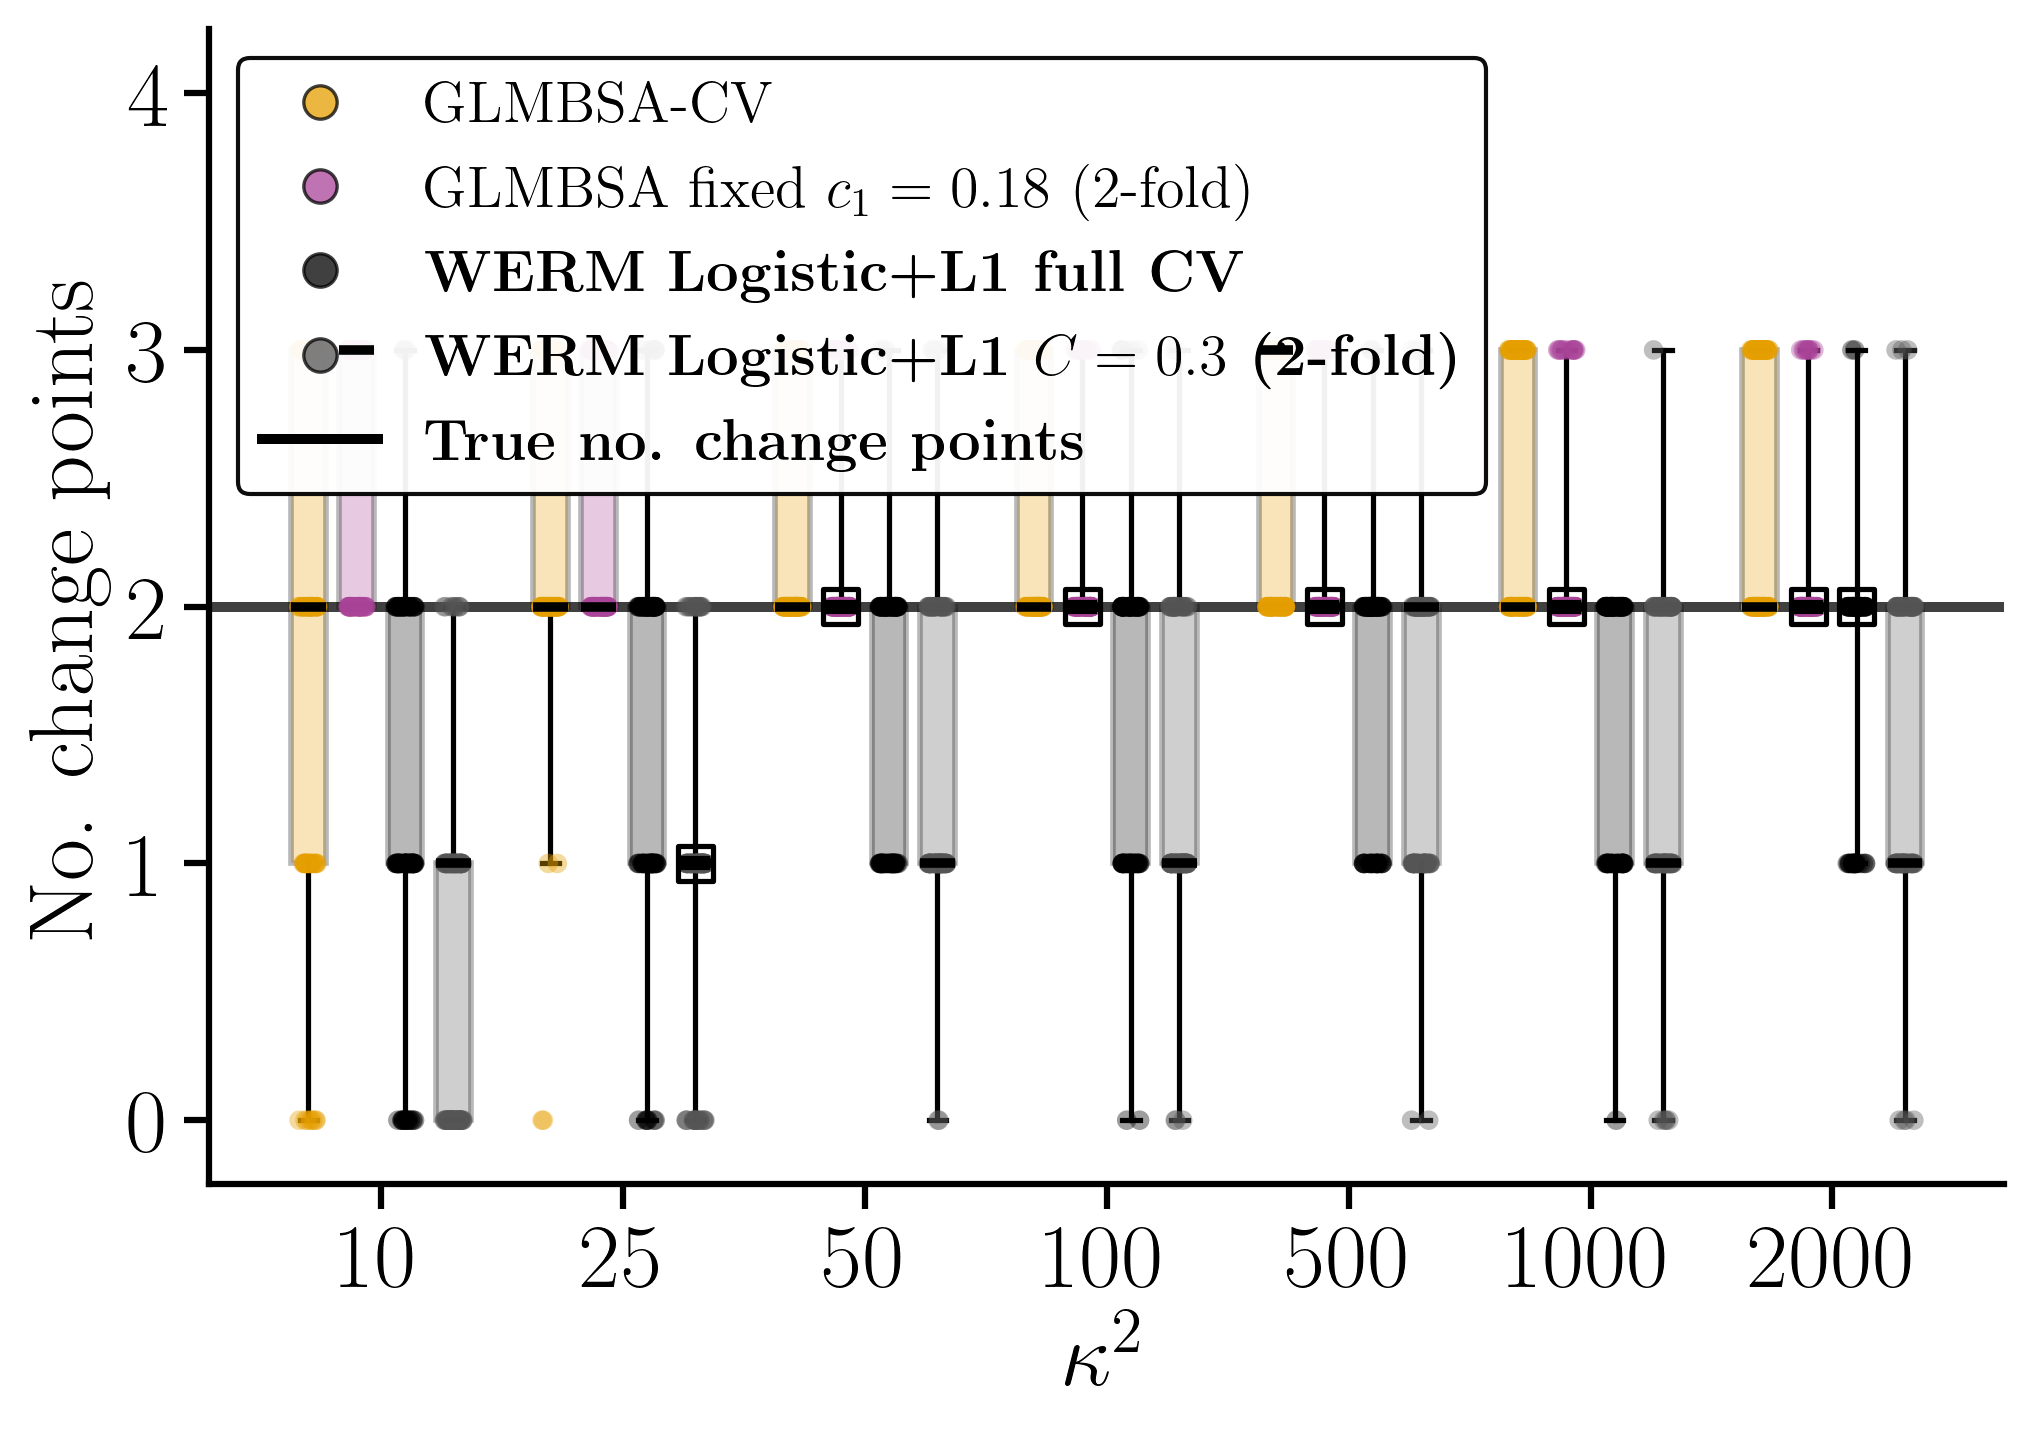 GLMBSA-CV
GLMBSA fixed c₁ = 0.18 (2-fold)
WERM Logistic+L1 full CV
WERM Logistic+L1 C = 0.3 (2-fold)
True no. change points
No. change points
4
3
2
1
0
10 25 50 100 500 1000 2000
κ²